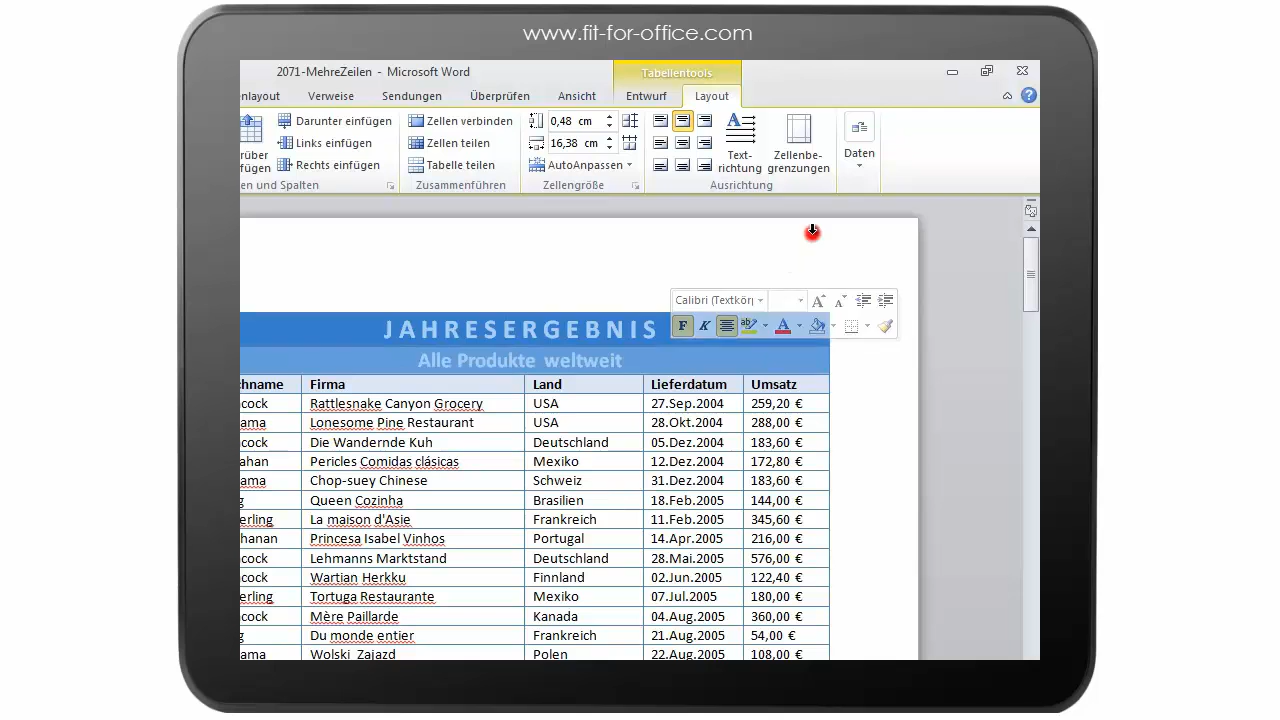 www.fit-for-office.com
2071-MehreZeilen - Microsoft Word
Tabellentools
enlayout Verweise Sendungen Überprüfen Ansicht Entwurf Layout
Darunter einfügen Zellen verbinden 0,48 cm
rüber Links einfügen Zellen teilen 16,38 cm Text- Zellenbe- Daten
fügen Rechts einfügen Tabelle teilen AutoAnpassen richtung grenzungen
en und Spalten Zusammenführen Zellengröße Ausrichtung
Calibri (Textkörp
F K ab A
JAHRESERGEBNIS
Alle Produkte weltweit
chname Firma Land Lieferdatum Umsatz
cock Rattlesnake Canyon Grocery USA 27.Sep.2004 259,20 €
ama Lonesome Pine Restaurant USA 28.Okt.2004 288,00 €
cock Die Wandernde Kuh Deutschland 05.Dez.2004 183,60 €
ahan Pericles Comidas clásicas Mexiko 12.Dez.2004 172,80 €
ama Chop-suey Chinese Schweiz 31.Dez.2004 183,60 €
g Queen Cozinha Brasilien 18.Feb.2005 144,00 €
erling La maison d'Asie Frankreich 11.Feb.2005 345,60 €
hanan Princesa Isabel Vinhos Portugal 14.Apr.2005 216,00 €
cock Lehmanns Marktstand Deutschland 28.Mai.2005 576,00 €
cock Wartian Herkku Finnland 02.Jun.2005 122,40 €
erling Tortuga Restaurante Mexiko 07.Jul.2005 180,00 €
cock Mère Paillarde Kanada 04.Aug.2005 360,00 €
g Du monde entier Frankreich 21.Aug.2005 54,00 €
ama Wolski Zajazd Polen 22.Aug.2005 108,00 €